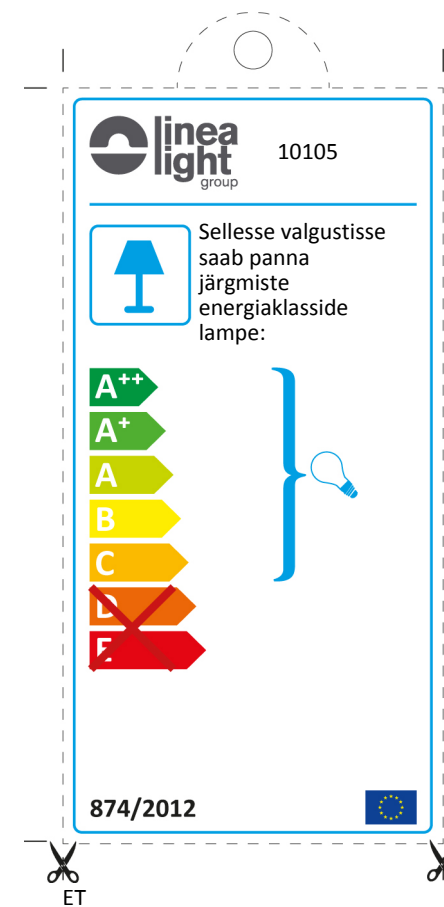 linea
light
group
10105
Sellesse valgustisse
saab panna
järgmiste
energiaklasside
lampe:
A++
A+
A
B
C
D
E
874/2012
ET